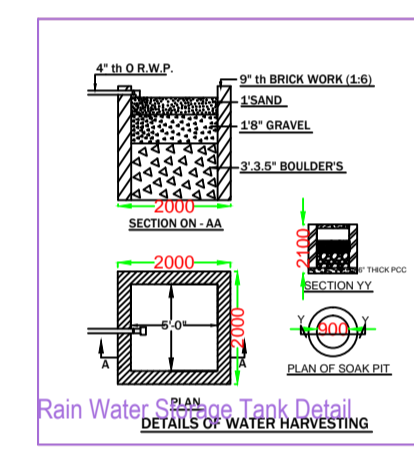 4" th O R.W.P.
9" th BRICK WORK (1:6)
1'SAND
1'8" GRAVEL
3'.3.5" BOULDER'S
2000
SECTION ON - AA
2000
5'-0"
2000
A
A
PLAN
2100
6" THICK PCC
SECTION YY
Y
Y
900
PLAN OF SOAK PIT
Rain Water Storage Tank Detail
DETAILS OF WATER HARVESTING